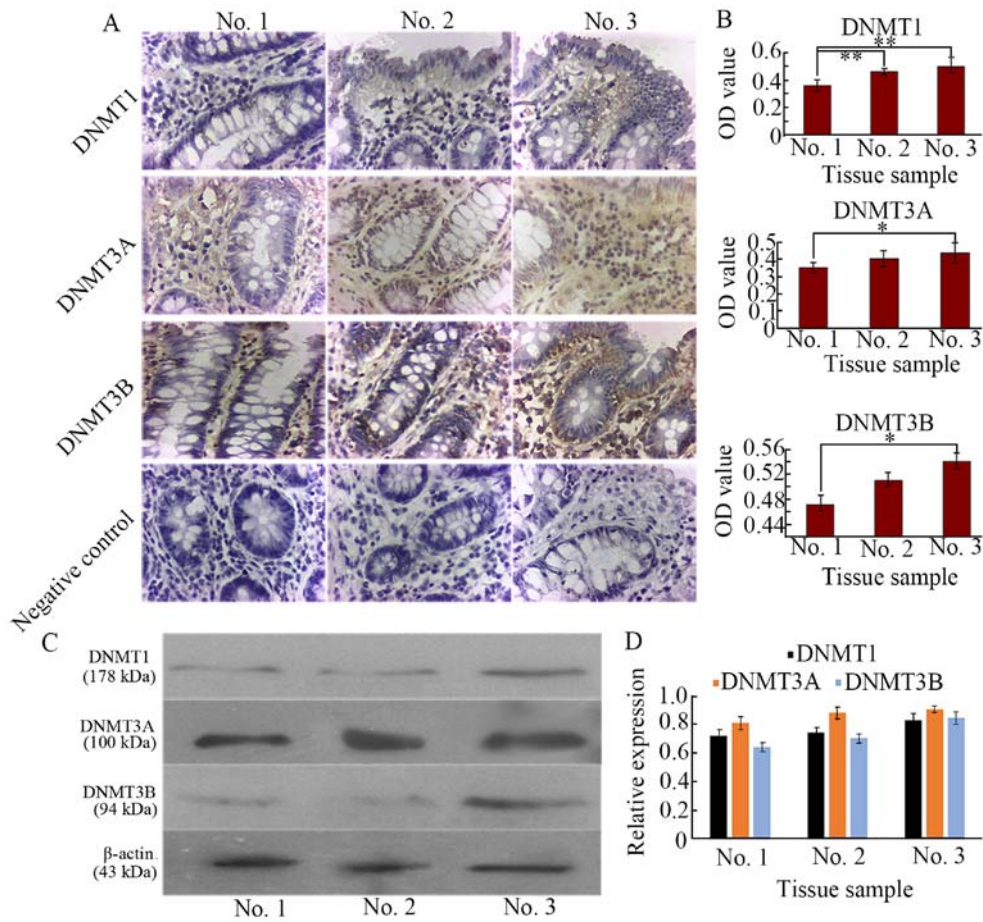 A
No. 1
No. 2
No. 3
DNMT1
DNMT3A
DNMT3B
Negative control
B
DNMT1
**
**
OD value
0.6
0.4
0.2
0
No. 1
No. 2
No. 3
Tissue sample
DNMT3A
*
OD value
0.5
0.4
0.3
0.2
0.1
0
No. 1
No. 2
No. 3
Tissue sample
DNMT3B
*
OD value
0.56
0.52
0.48
0.44
No. 1
No. 2
No. 3
Tissue sample
C
DNMT1
(178 kDa)
DNMT3A
(100 kDa)
DNMT3B
(94 kDa)
β-actin
(43 kDa)
No. 1
No. 2
No. 3
D
DNMT1
DNMT3A
DNMT3B
Relative expression
1.0
0.8
0.6
0.4
0.2
0
No. 1
No. 2
No. 3
Tissue sample